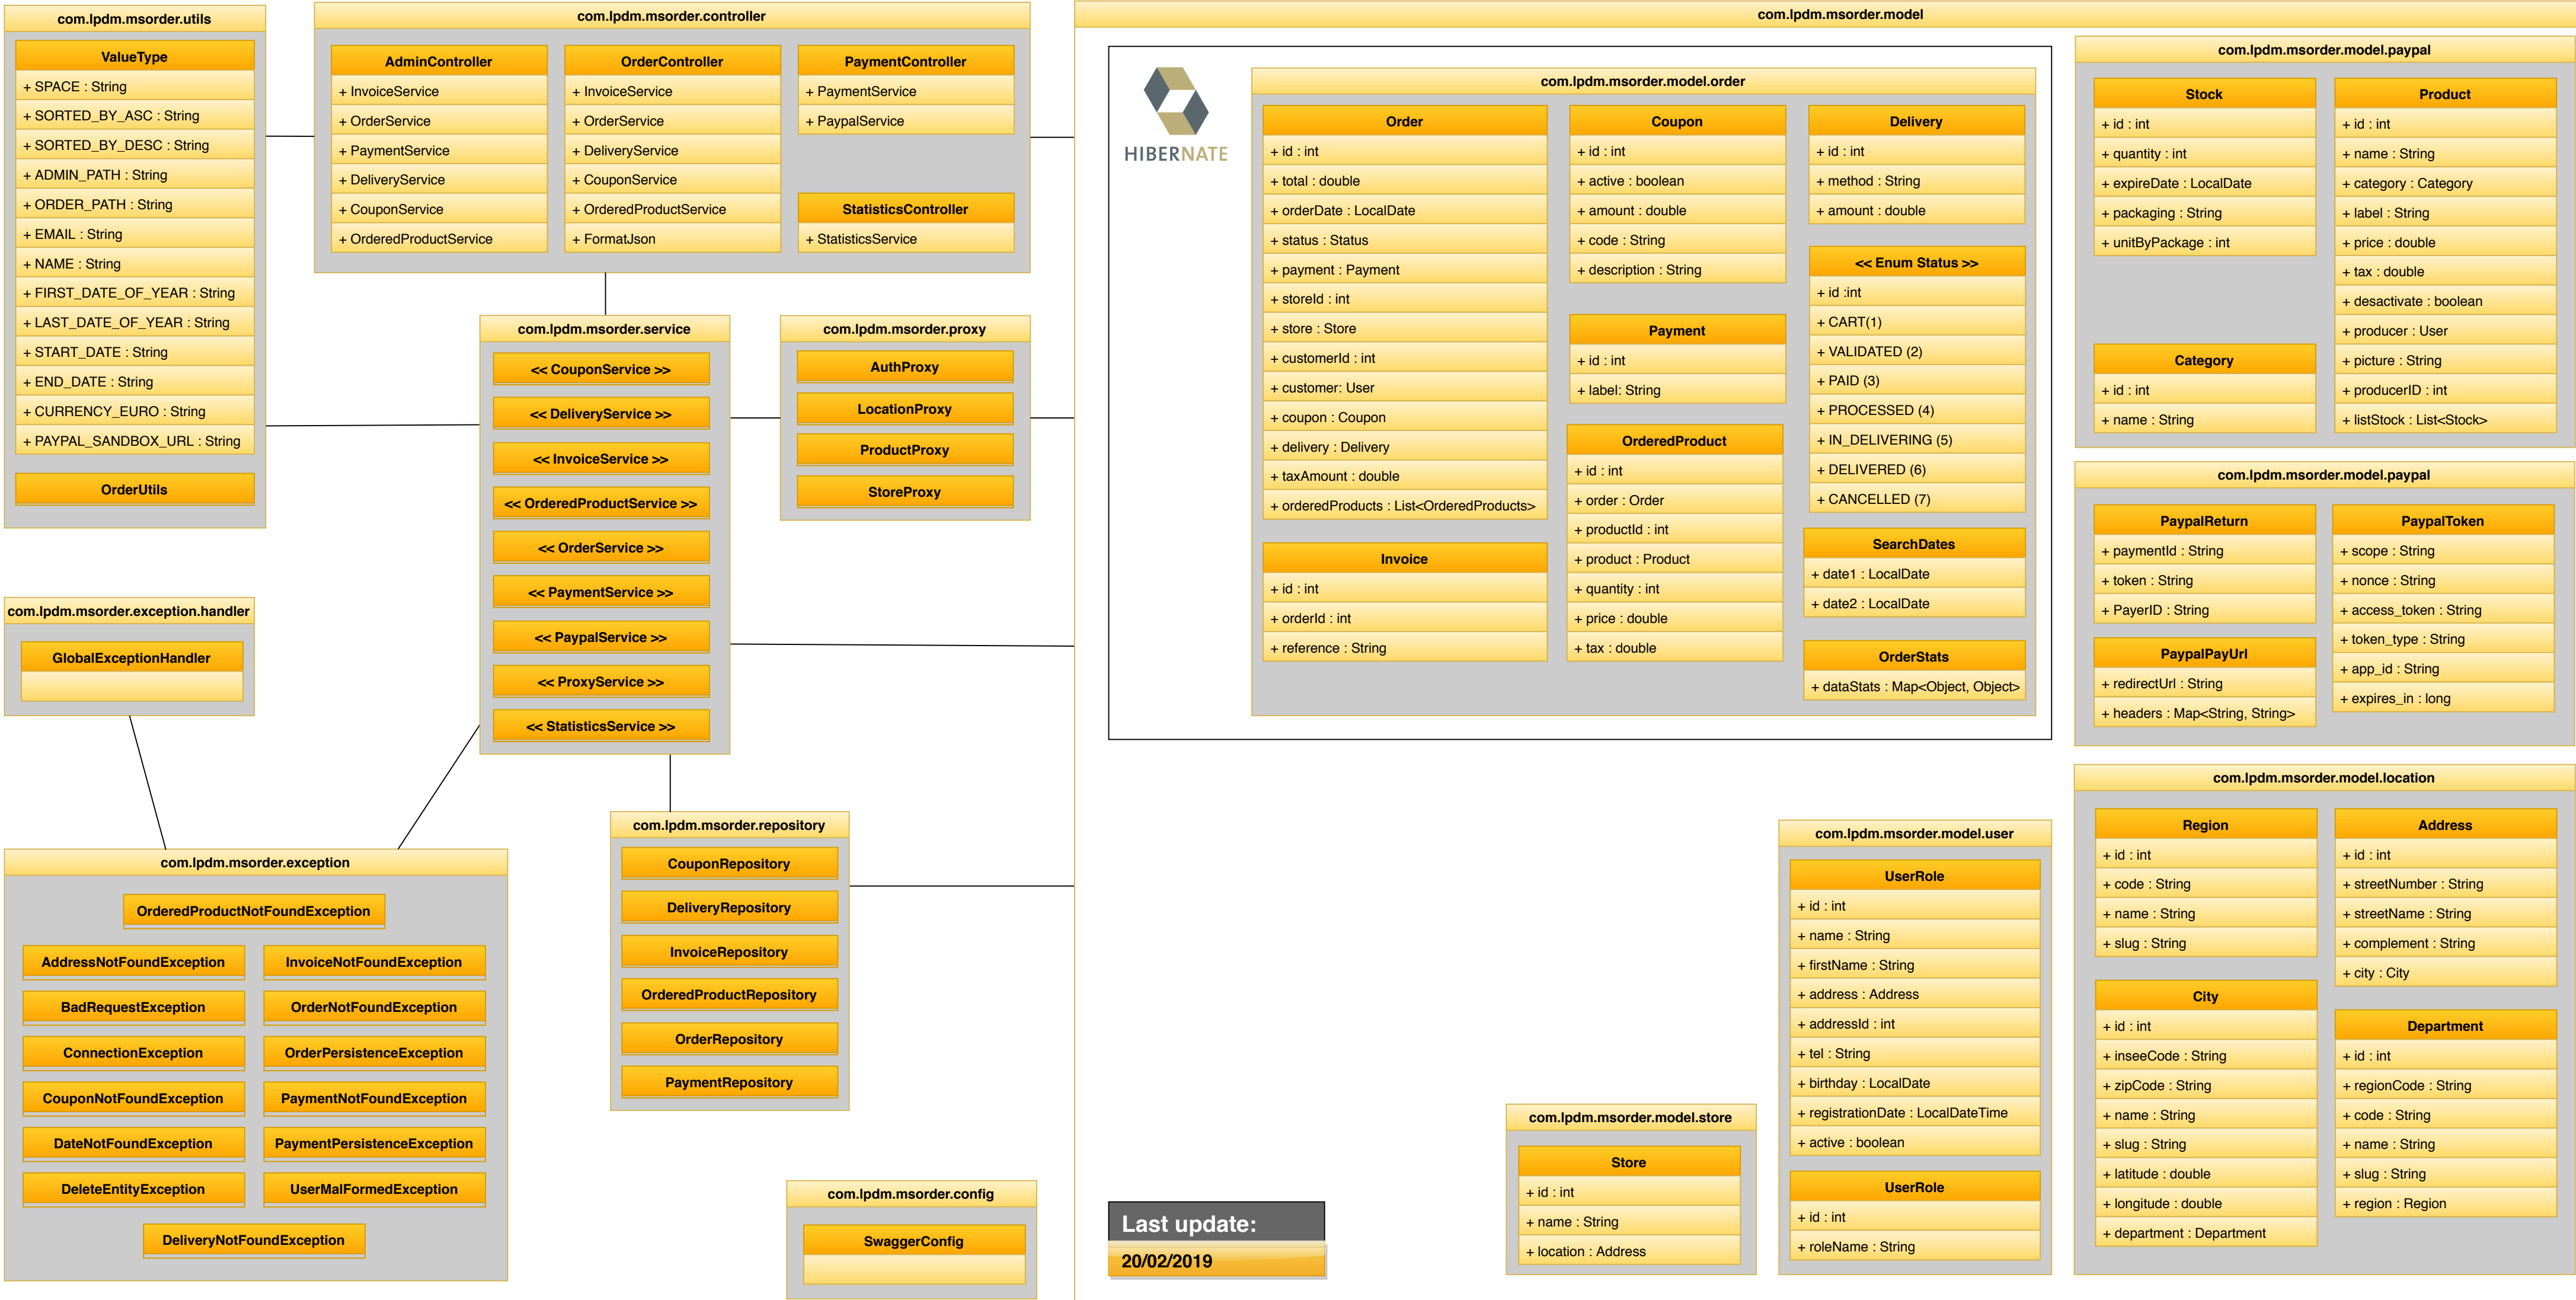 com.lpdm.msorder.utils
ValueType
+ SPACE : String
+ SORTED_BY_ASC : String
+ SORTED_BY_DESC : String
+ ADMIN_PATH : String
+ ORDER_PATH : String
+ EMAIL : String
+ NAME : String
+ FIRST_DATE_OF_YEAR : String
+ LAST_DATE_OF_YEAR : String
+ START_DATE : String
+ END_DATE : String
+ CURRENCY_EURO : String
+ PAYPAL_SANDBOX_URL : String
OrderUtils
com.lpdm.msorder.controller
AdminController
+ InvoiceService
+ OrderService
+ PaymentService
+ DeliveryService
+ CouponService
+ OrderedProductService
OrderController
+ InvoiceService
+ OrderService
+ DeliveryService
+ CouponService
+ OrderedProductService
+ FormatJson
PaymentController
+ PaymentService
+ PaypalService
StatisticsController
+ StatisticsService
com.lpdm.msorder.service
<< CouponService >>
<< DeliveryService >>
<< InvoiceService >>
<< OrderedProductService >>
<< OrderService >>
<< PaymentService >>
<< PaypalService >>
<< ProxyService >>
<< StatisticsService >>
com.lpdm.msorder.proxy
AuthProxy
LocationProxy
ProductProxy
StoreProxy
com.lpdm.msorder.exception.handler
GlobalExceptionHandler
com.lpdm.msorder.exception
OrderedProductNotFoundException
AddressNotFoundException
InvoiceNotFoundException
BadRequestException
OrderNotFoundException
ConnectionException
OrderPersistenceException
CouponNotFoundException
PaymentNotFoundException
DateNotFoundException
PaymentPersistenceException
DeleteEntityException
UserMalFormedException
DeliveryNotFoundException
com.lpdm.msorder.repository
CouponRepository
DeliveryRepository
InvoiceRepository
OrderedProductRepository
OrderRepository
PaymentRepository
com.lpdm.msorder.config
SwaggerConfig
com.lpdm.msorder.model
HIBERNATE
com.lpdm.msorder.model.order
Order
+ id : int
+ total : double
+ orderDate : LocalDate
+ status : Status
+ payment : Payment
+ storeId : int
+ store : Store
+ customerId : int
+ customer: User
+ coupon : Coupon
+ delivery : Delivery
+ taxAmount : double
+ orderedProducts : List<OrderedProducts>
Invoice
+ id : int
+ orderId : int
+ reference : String
Coupon
+ id : int
+ active : boolean
+ amount : double
+ code : String
+ description : String
Payment
+ id : int
+ label: String
OrderedProduct
+ id : int
+ order : Order
+ productId : int
+ product : Product
+ quantity : int
+ price : double
+ tax : double
Delivery
+ id : int
+ method : String
+ amount : double
<< Enum Status >>
+ id :int
+ CART(1)
+ VALIDATED (2)
+ PAID (3)
+ PROCESSED (4)
+ IN_DELIVERING (5)
+ DELIVERED (6)
+ CANCELLED (7)
SearchDates
+ date1 : LocalDate
+ date2 : LocalDate
OrderStats
+ dataStats : Map<Object, Object>
com.lpdm.msorder.model.paypal
Stock
+ id : int
+ quantity : int
+ expireDate : LocalDate
+ packaging : String
+ unitByPackage : int
Category
+ id : int
+ name : String
Product
+ id : int
+ name : String
+ category : Category
+ label : String
+ price : double
+ tax : double
+ desactivate : boolean
+ producer : User
+ picture : String
+ producerID : int
+ listStock : List<Stock>
com.lpdm.msorder.model.paypal
PaypalReturn
+ paymentId : String
+ token : String
+ PayerID : String
PaypalPayUrl
+ redirectUrl : String
+ headers : Map<String, String>
PaypalToken
+ scope : String
+ nonce : String
+ access_token : String
+ token_type : String
+ app_id : String
+ expires_in : long
com.lpdm.msorder.model.location
Region
+ id : int
+ code : String
+ name : String
+ slug : String
City
+ id : int
+ inseeCode : String
+ zipCode : String
+ name : String
+ slug : String
+ latitude : double
+ longitude : double
+ department : Department
Address
+ id : int
+ streetNumber : String
+ streetName : String
+ complement : String
+ city : City
Department
+ id : int
+ regionCode : String
+ code : String
+ name : String
+ slug : String
+ region : Region
com.lpdm.msorder.model.user
UserRole
+ id : int
+ name : String
+ firstName : String
+ address : Address
+ addressId : int
+ tel : String
+ birthday : LocalDate
+ registrationDate : LocalDateTime
+ active : boolean
UserRole
+ id : int
+ roleName : String
com.lpdm.msorder.model.store
Store
+ id : int
+ name : String
+ location : Address
Last update:
20/02/2019